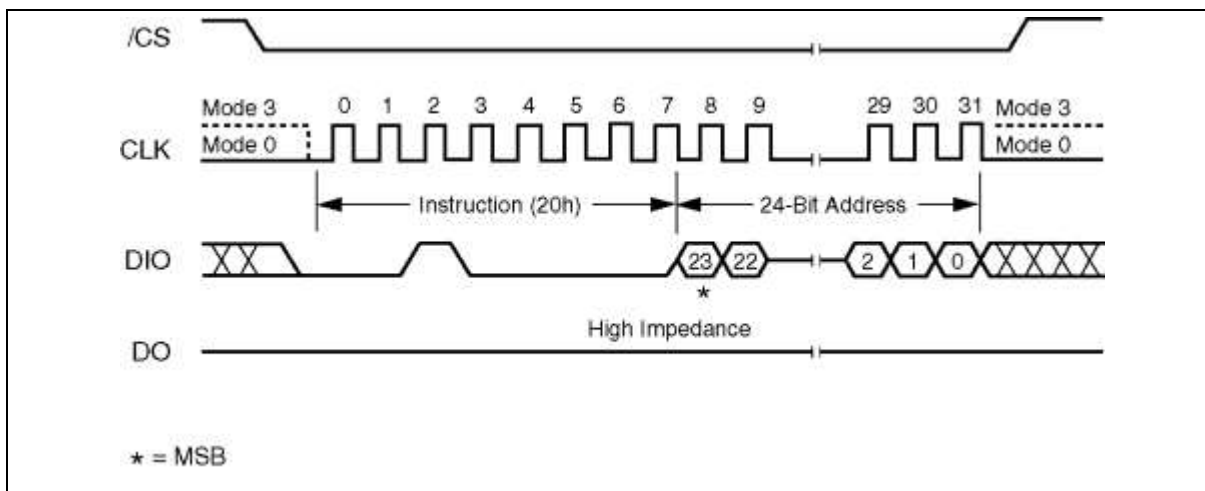 /CS
Mode 3 0 1 2 3 4 5 6 7 8 9 29 30 31 Mode 3
CLK Mode 0 Mode 0
Instruction (20h) 24-Bit Address
DIO 23 22 2 1 0
*
High Impedance
DO
* = MSB